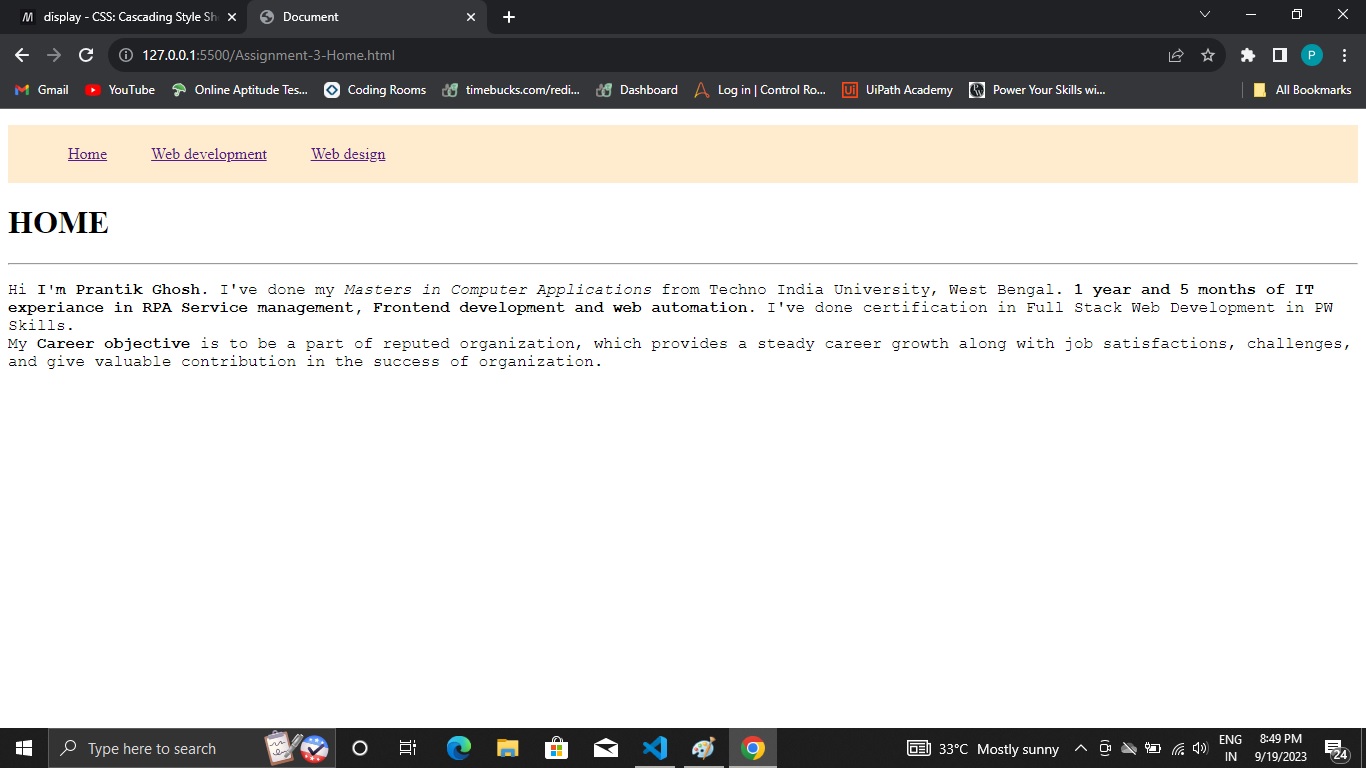 display - CSS: Cascading Style Sh
Document
127.0.0.1:5500/Assignment-3-Home.html
P
Gmail YouTube Online Aptitude Tes... Coding Rooms timebucks.com/redi... Dashboard Log in | Control Ro... UiPath Academy Power Your Skills wi... All Bookmarks
Home Web development Web design
HOME
Hi I'm Prantik Ghosh. I've done my Masters in Computer Applications from Techno India University, West Bengal. 1 year and 5 months of IT
experiance in RPA Service management, Frontend development and web automation. I've done certification in Full Stack Web Development in PW
Skills.
My Career objective is to be a part of reputed organization, which provides a steady career growth along with job satisfactions, challenges,
and give valuable contribution in the success of organization.
Type here to search
33°C Mostly sunny
ENG
IN
8:49 PM
9/19/2023
24